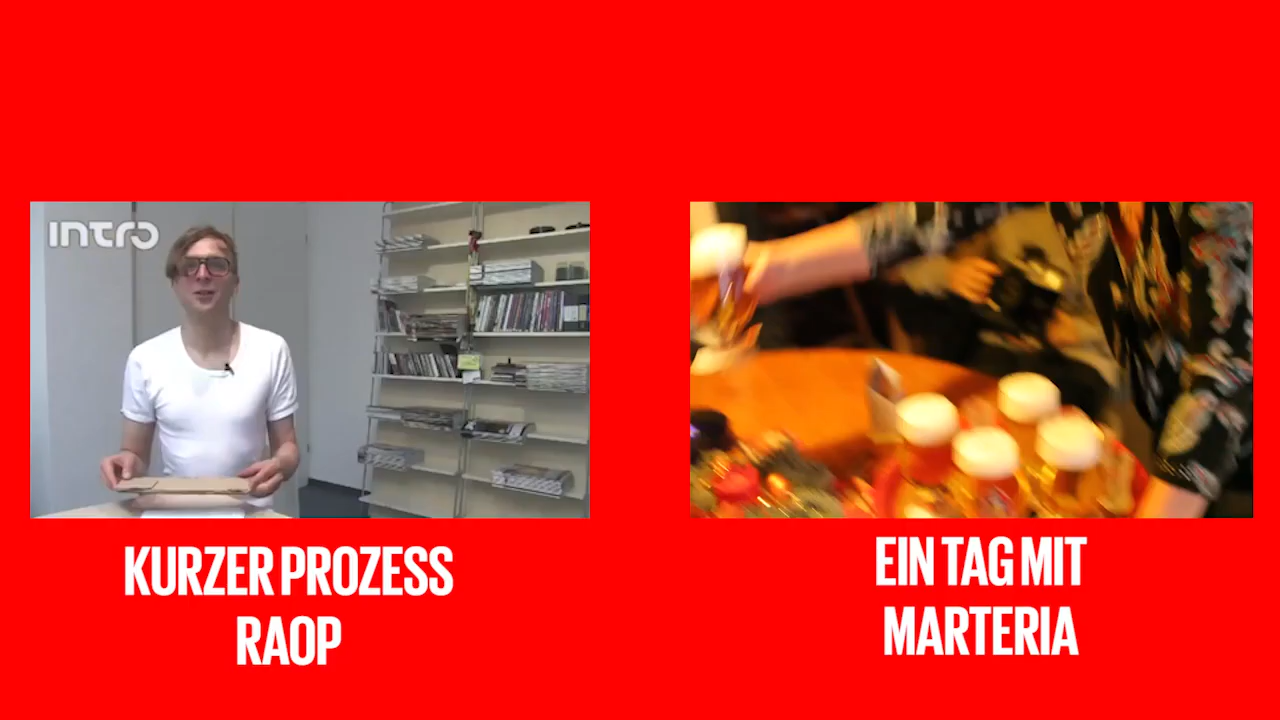 intro
KURZER PROZESS
RAOP
EIN TAG MIT
MARTERIA